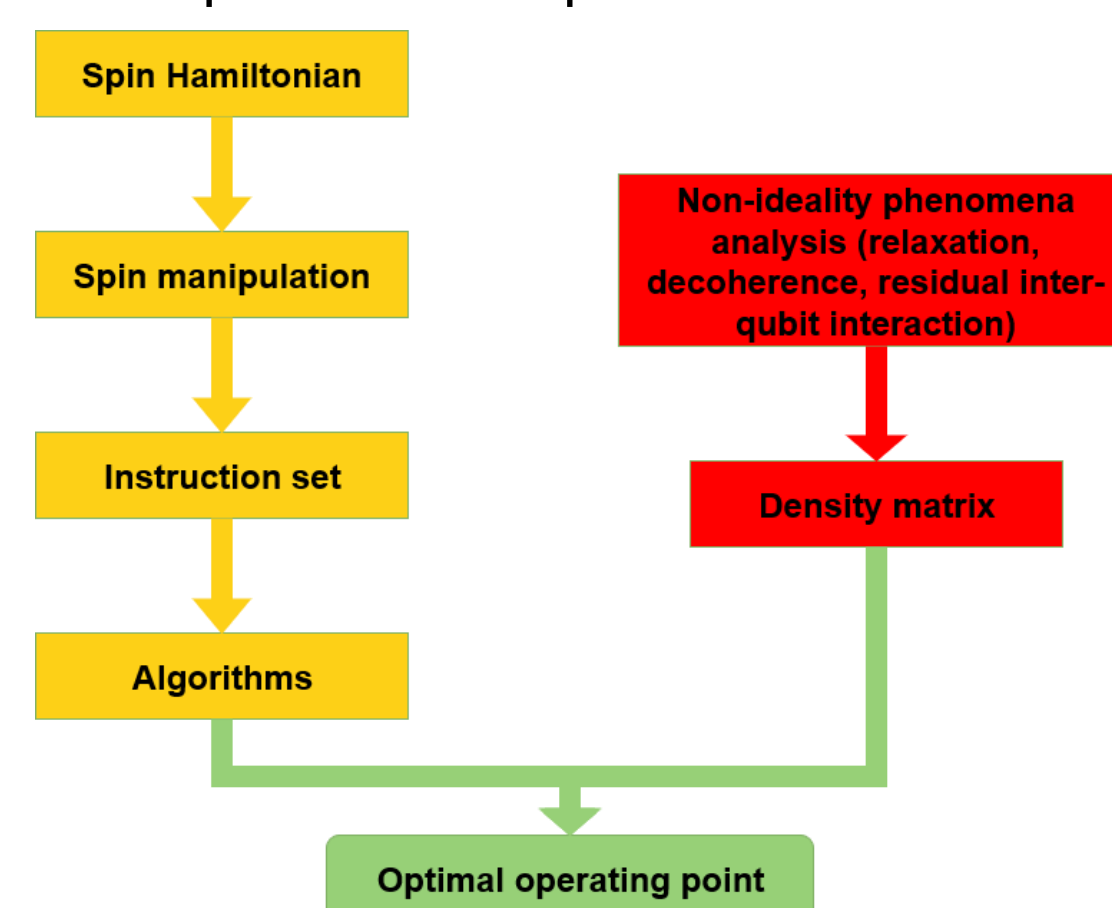 Spin Hamiltonian
Non-ideality phenomena
analysis (relaxation,
decoherence, residual inter-
qubit interaction)
Spin manipulation
Instruction set
Density matrix
Algorithms
Optimal operating point